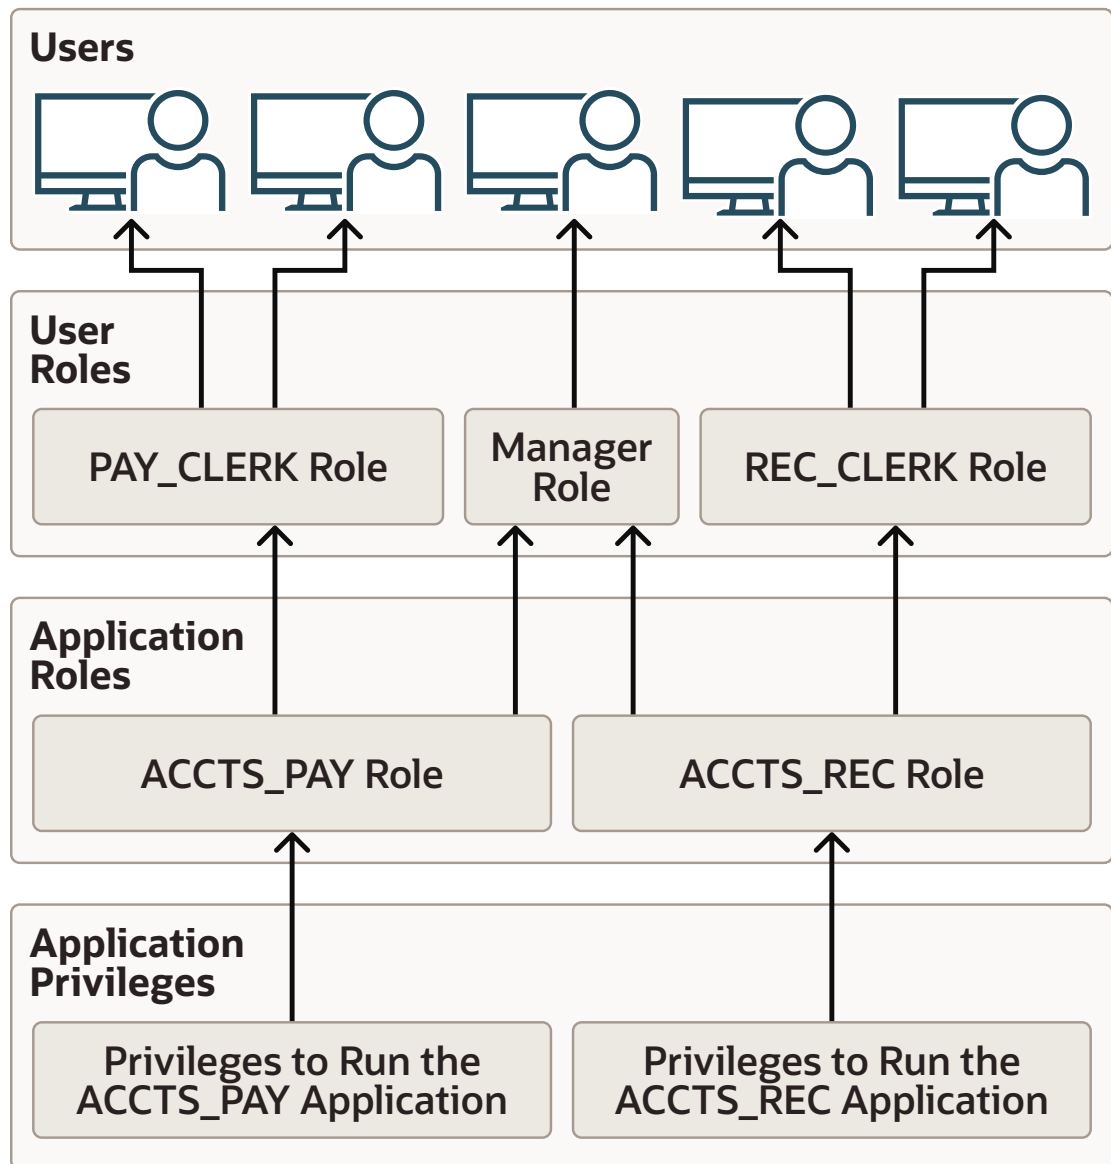 Users
User
Roles
PAY_CLERK Role
Manager
Role
REC_CLERK Role
Application
Roles
ACCTS_PAY Role
ACCTS_REC Role
Application
Privileges
Privileges to Run the
ACCTS_PAY Application
Privileges to Run the
ACCTS_REC Application